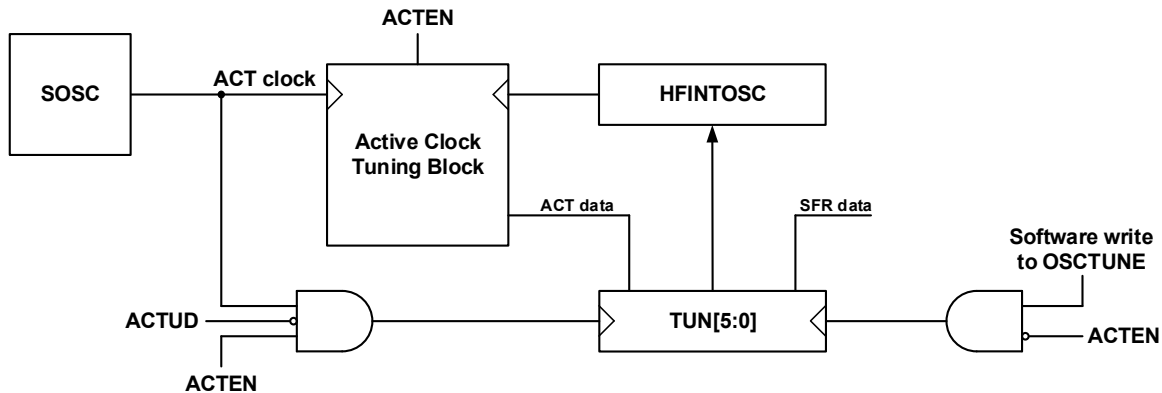 ACTEN
SOSC
ACT clock
HFINTOSC
Active Clock
Tuning Block
ACT data
SFR data
Software write
to OSCTUNE
ACTUD
TUN[5:0]
ACTEN
ACTEN